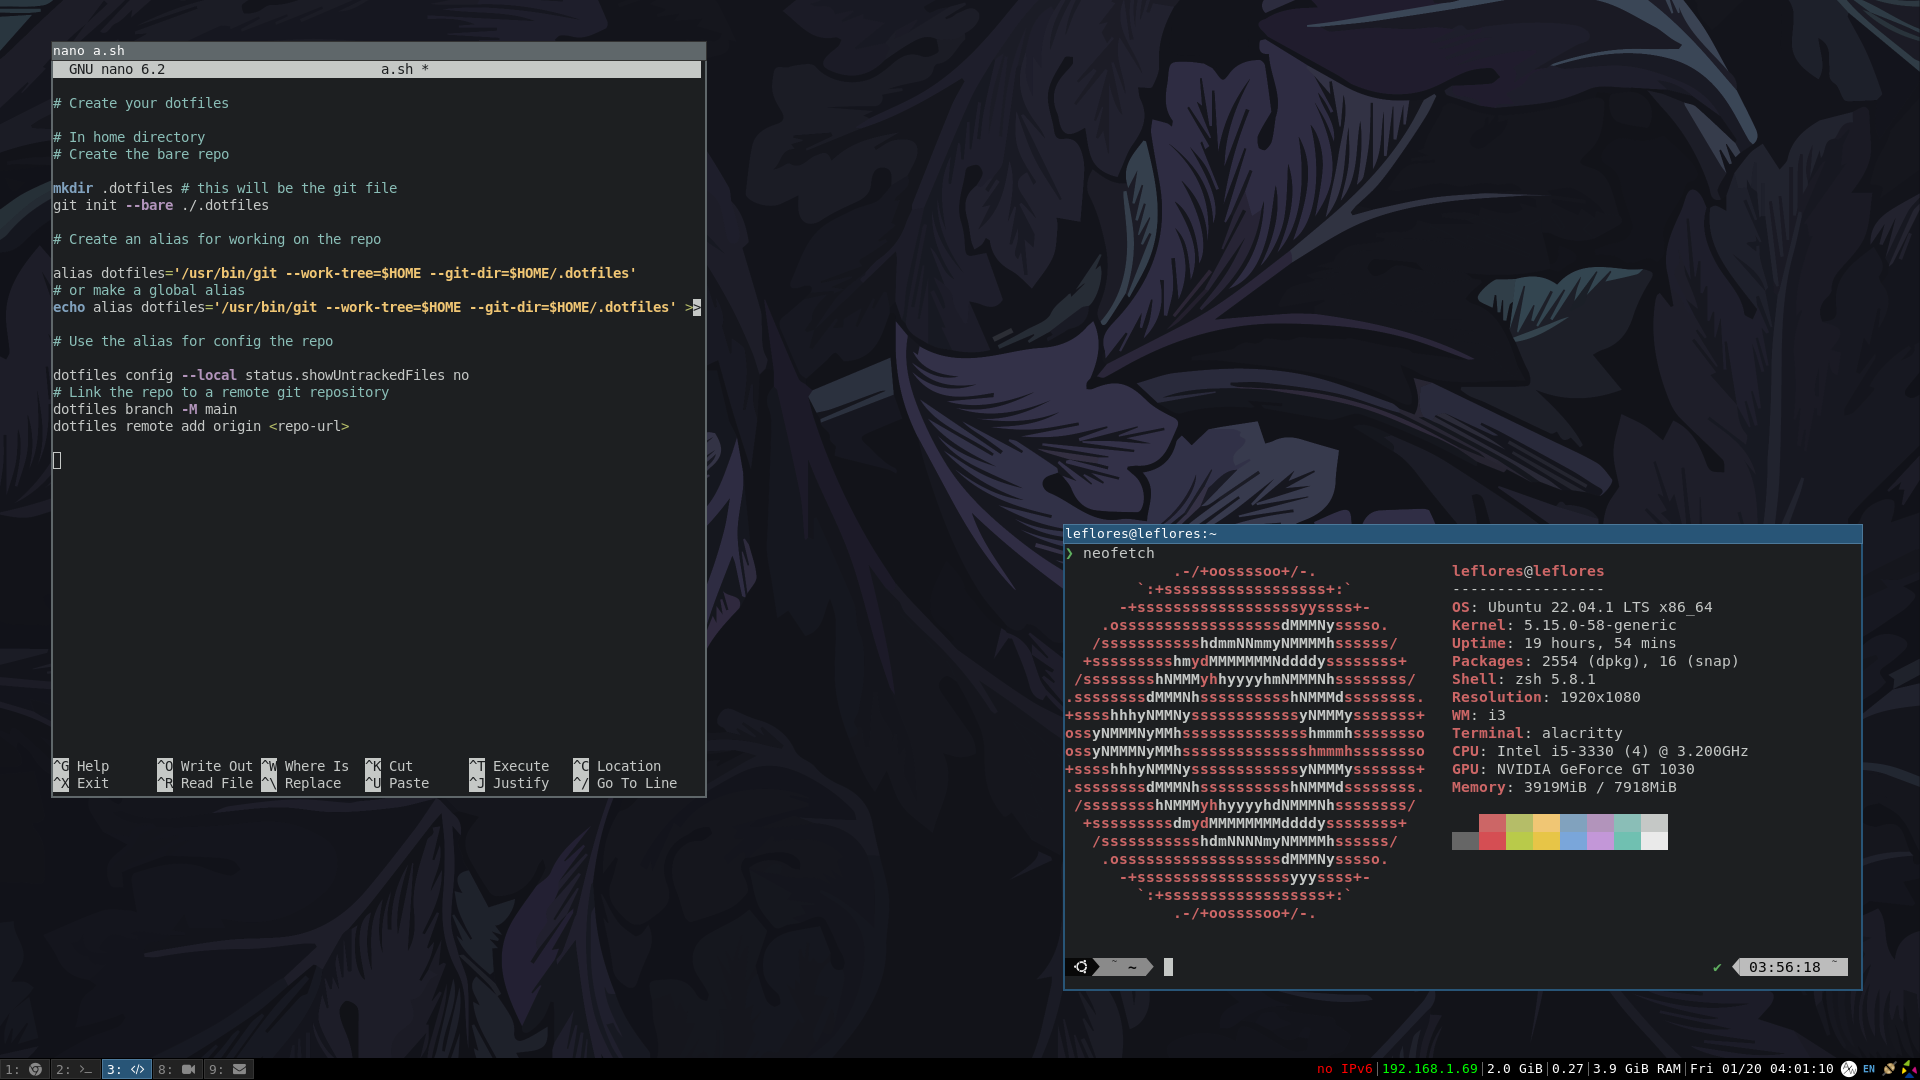 nano a.sh
GNU nano 6.2 a.sh *
# Create your dotfiles
# In home directory
# Create the bare repo
mkdir .dotfiles # this will be the git file
git init --bare ./.dotfiles
# Create an alias for working on the repo
alias dotfiles='/usr/bin/git --work-tree=$HOME --git-dir=$HOME/.dotfiles'
# or make a global alias
echo alias dotfiles='/usr/bin/git --work-tree=$HOME --git-dir=$HOME/.dotfiles' >>
# Use the alias for config the repo
dotfiles config --local status.showUntrackedFiles no
# Link the repo to a remote git repository
dotfiles branch -M main
dotfiles remote add origin <repo-url>
^G Help ^O Write Out ^W Where Is ^K Cut ^T Execute ^C Location
^X Exit ^R Read File ^\ Replace ^U Paste ^J Justify ^/ Go To Line
leflores@leflores:~
❯ neofetch
.-/+oossssoo+/-. leflores@leflores
`:+ssssssssssssssssss+:` -----------------
-+ssssssssssssssssssyyssss+- OS: Ubuntu 22.04.1 LTS x86_64
.ossssssssssssssssssdMMMNysssso. Kernel: 5.15.0-58-generic
/ssssssssssshdmmNNmmyNMMMMhssssss/ Uptime: 19 hours, 54 mins
+ssssssssshmydMMMMMMMNddddyssssssss+ Packages: 2554 (dpkg), 16 (snap)
/sssssssshNMMMyhhyyyyhmNMMMNhssssssss/ Shell: zsh 5.8.1
.ssssssssdMMMNhsssssssssshNMMMdssssssss. Resolution: 1920x1080
+sssshhhyNMMNyssssssssssssyNMMMysssssss+ WM: i3
ossyNMMMNyMMhsssssssssssssshmmmhssssssso Terminal: alacritty
ossyNMMMNyMMhsssssssssssssshmmmhssssssso CPU: Intel i5-3330 (4) @ 3.200GHz
+sssshhhyNMMNyssssssssssssyNMMMysssssss+ GPU: NVIDIA GeForce GT 1030
.ssssssssdMMMNhsssssssssshNMMMdssssssss. Memory: 3919MiB / 7918MiB
/sssssssshNMMMyhhyyyyhdNMMMNhssssssss/
+sssssssssdmydMMMMMMMMddddyssssssss+
/ssssssssssshdmNNNNmyNMMMMhssssss/
.ossssssssssssssssssdMMMNysssso.
-+sssssssssssssssssyyyssss+-
`:+ssssssssssssssssss+:`
.-/+oossssoo+/-.
~ ✔ 03:56:18
1: 2: 3: 8: 9: no IPv6|192.168.1.69|2.0 GiB|0.27|3.9 GiB RAM|Fri 01/20 04:01:10 EN